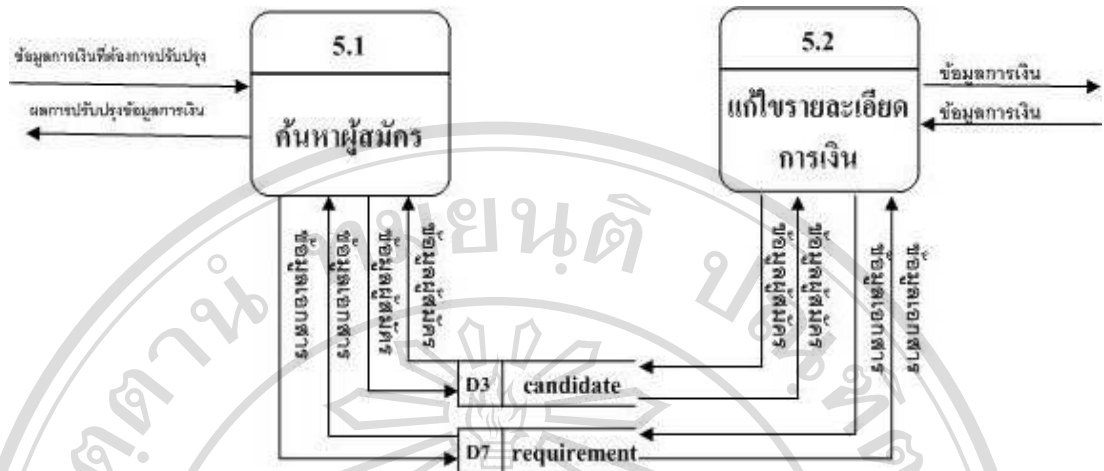 5.1
ค้นหาผู้สมัคร
ข้อมูลการเงินที่ต้องการปรับปรุง
ผลการปรับปรุงข้อมูลการเงิน
5.2
แก้ไขรายละเอียด
การเงิน
ข้อมูลการเงิน
ข้อมูลการเงิน
ข้อมูลเอกสาร
ข้อมูลเอกสาร
ข้อมูลผู้สมัคร
ข้อมูลผู้สมัคร
ข้อมูลผู้สมัคร
ข้อมูลผู้สมัคร
ข้อมูลเอกสาร
ข้อมูลเอกสาร
D3 candidate
D7 requirement